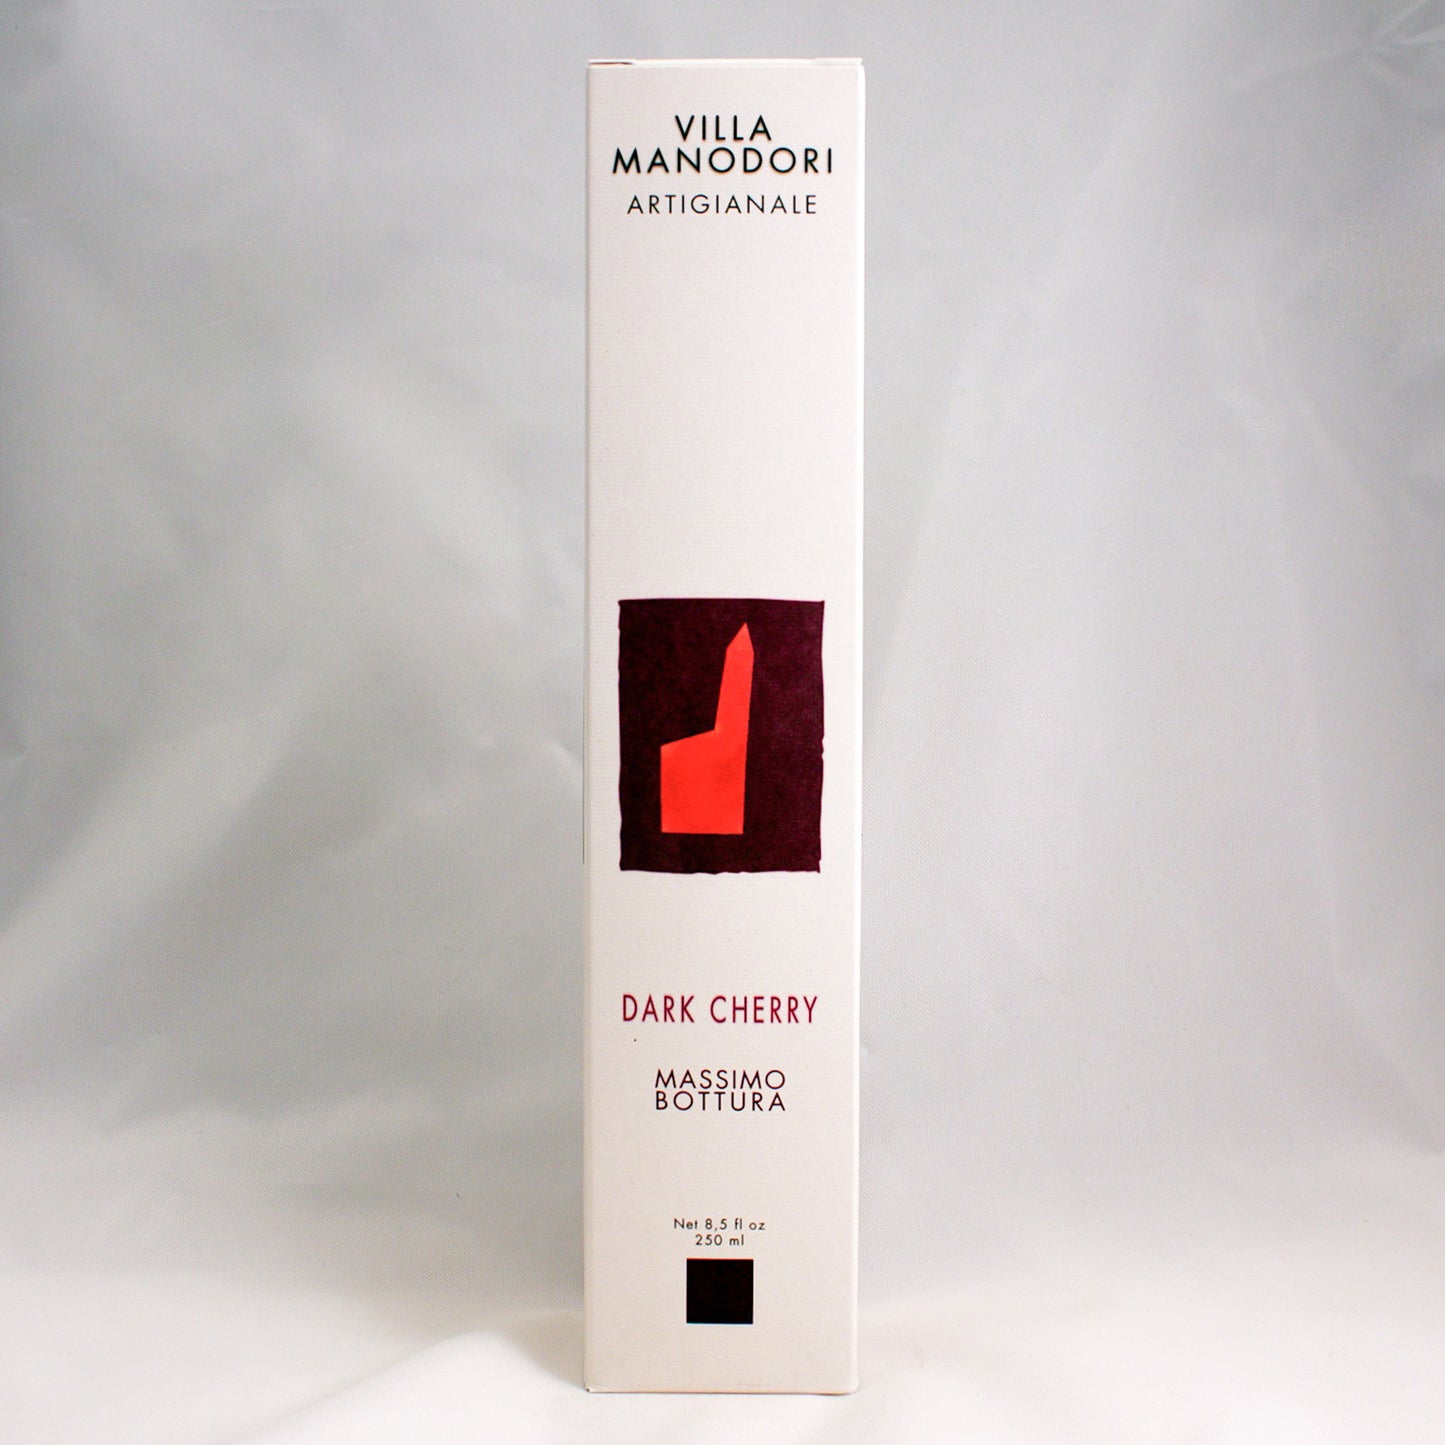 VILLA
MANODORI
ARTIGIANALE
DARK CHERRY
MASSIMO
BOTTURA
Net 8,5 fl oz
250 ml